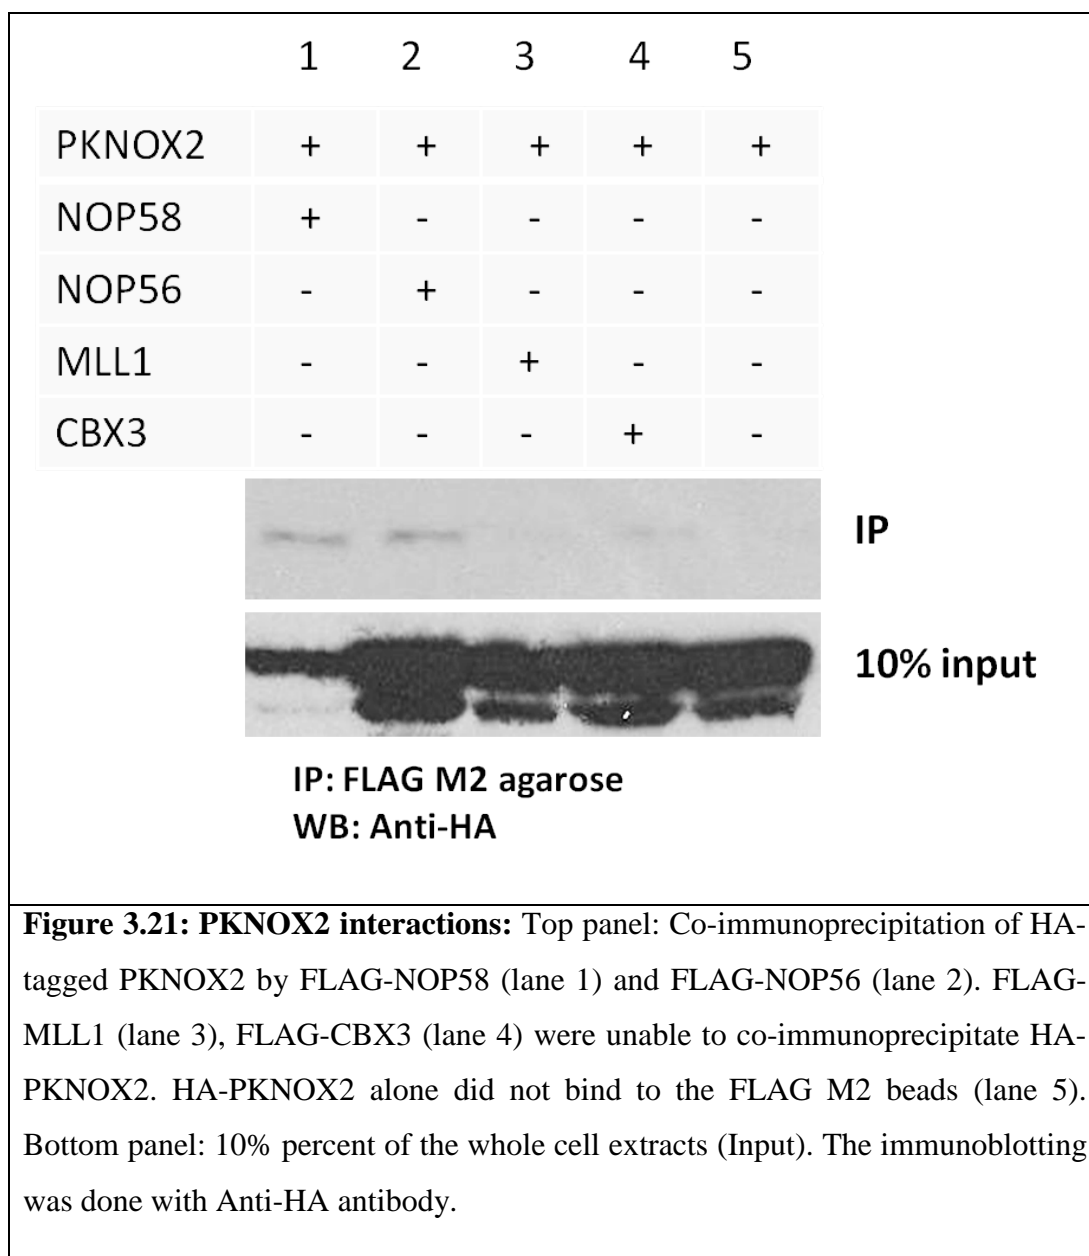 1 2 3 4 5
PKNOX2 + + + + +
NOP58 + - - - -
NOP56 - + - - -
MLL1 - - + - -
CBX3 - - - + -
IP
10% input
IP: FLAG M2 agarose
WB: Anti-HA
Figure 3.21: PKNOX2 interactions: Top panel: Co-immunoprecipitation of HA-
tagged PKNOX2 by FLAG-NOP58 (lane 1) and FLAG-NOP56 (lane 2). FLAG-
MLL1 (lane 3), FLAG-CBX3 (lane 4) were unable to co-immunoprecipitate HA-
PKNOX2. HA-PKNOX2 alone did not bind to the FLAG M2 beads (lane 5).
Bottom panel: 10% percent of the whole cell extracts (Input). The immunoblotting
was done with Anti-HA antibody.